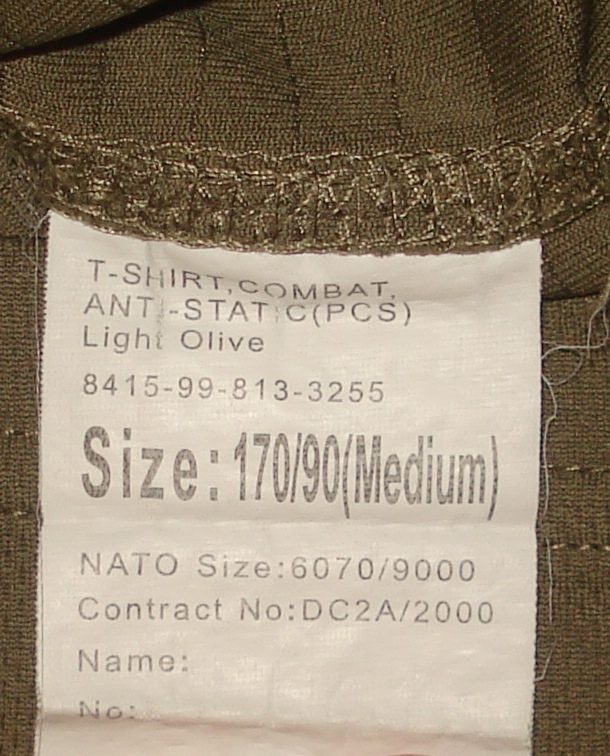 T-SHIRT,COMBAT,
ANTI-STATIC(PCS)
Light Olive
8415-99-813-3255
Size:170/90(Medium)
NATO Size:6070/9000
Contract No:DC2A/2000
Name:
No: